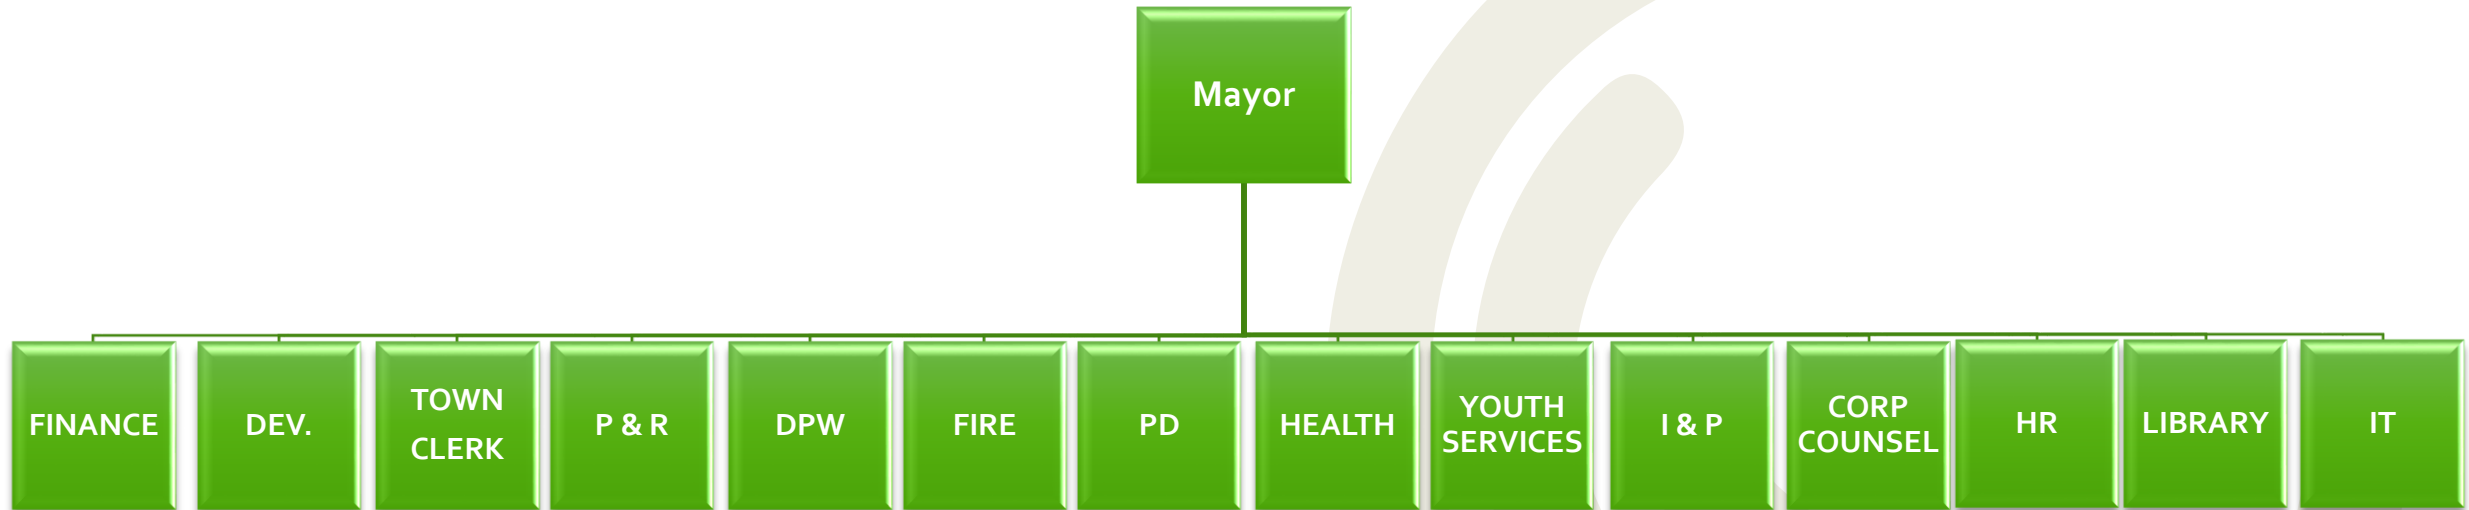 Mayor
FINANCE
DEV.
TOWN
CLERK
P & R
DPW
FIRE
PD
HEALTH
YOUTH
SERVICES
I & P
CORP
COUNSEL
HR
LIBRARY
IT